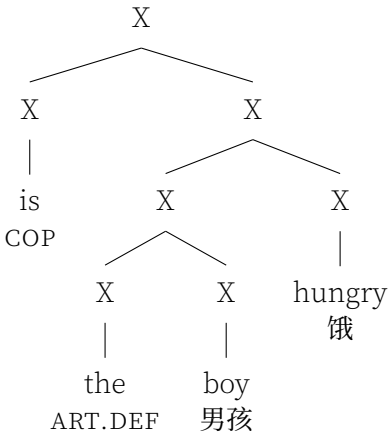 X
X X
is X X
COP
X X hungry
饿
the boy
ART.DEF 男孩